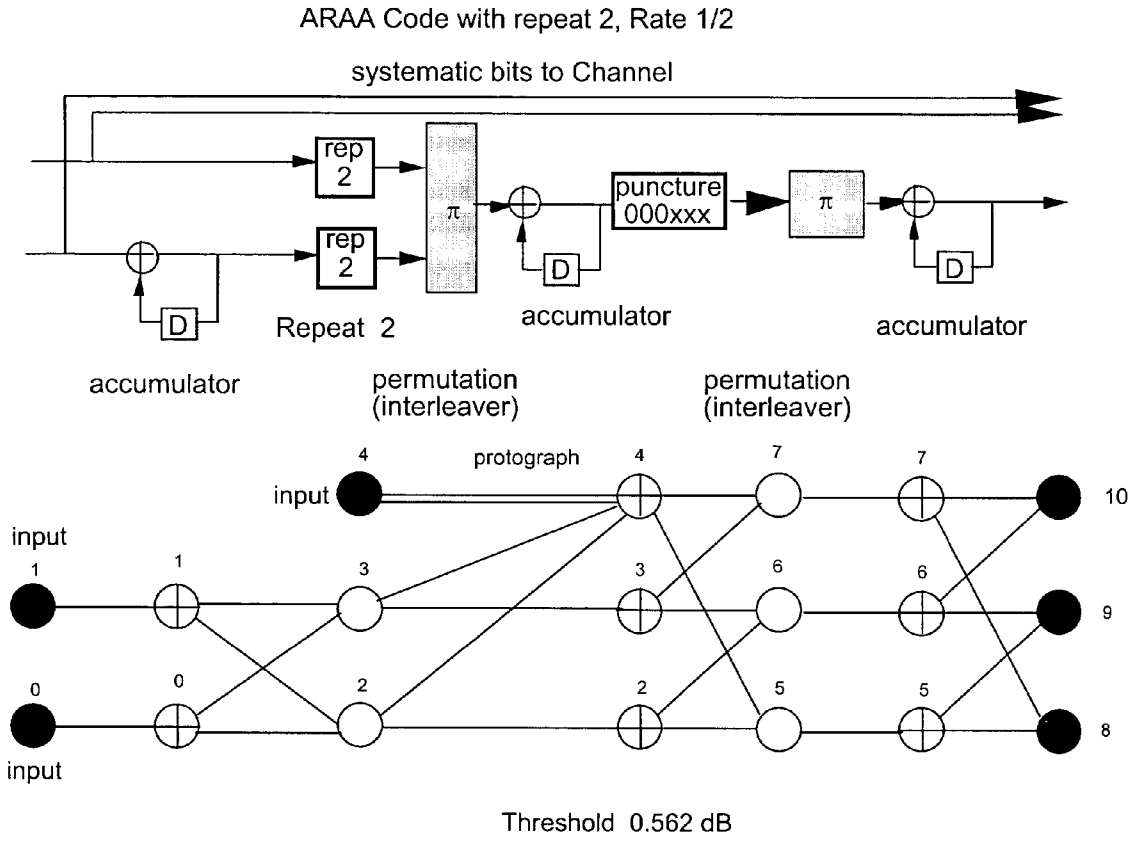 ARAA Code with repeat 2, Rate 1/2
systematic bits to Channel
rep
2
π
puncture
000xxx
π
rep
2
D
D
D
Repeat 2
accumulator
accumulator
accumulator
permutation
(interleaver)
permutation
(interleaver)
4
protograph
4
7
7
input
10
input
1
1
3
3
6
6
9
0
0
2
2
5
5
8
input
Threshold 0.562 dB